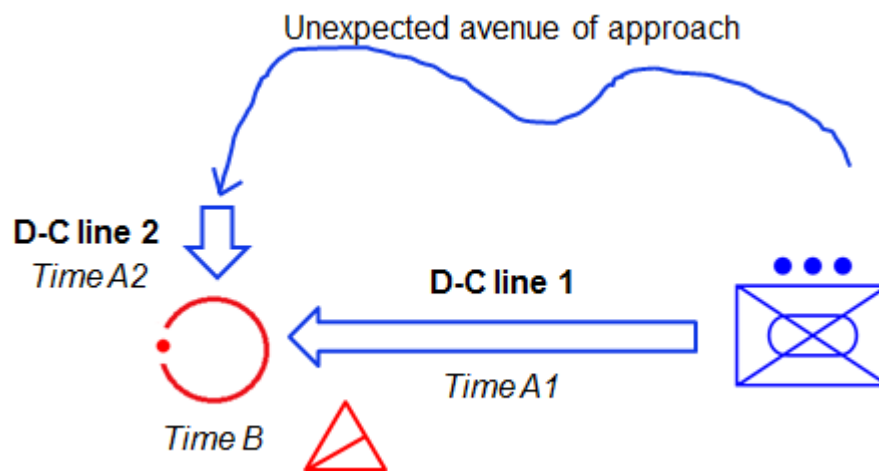 Unexpected avenue of approach
D-C line 2
Time A2
D-C line 1
Time A1
Time B